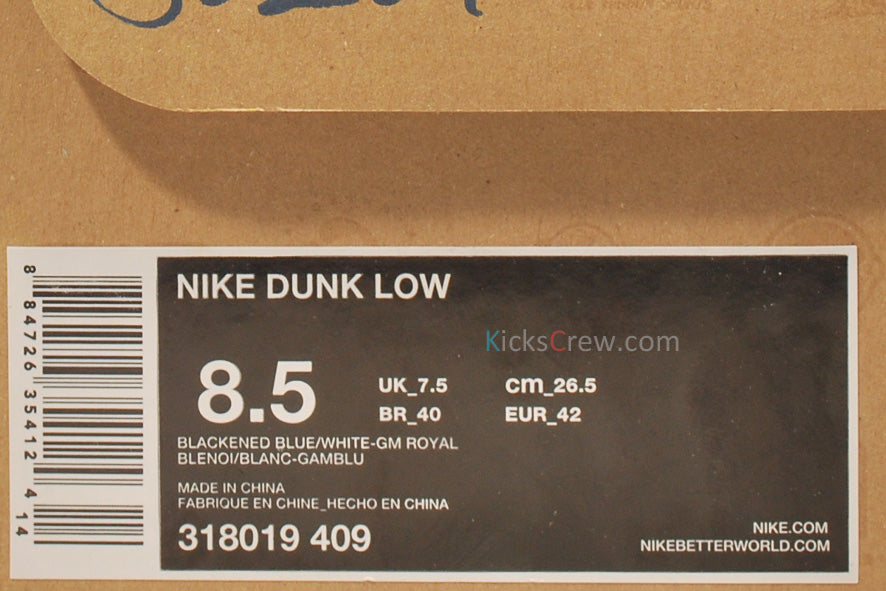 NIKE DUNK LOW
KicksCrew.com
8.5
UK_7.5
cm_26.5
BR_40
EUR_42
BLACKENED BLUE/WHITE-GM ROYAL
BLENOI/BLANC-GAMBLU
MADE IN CHINA
FABRIQUE EN CHINE_HECHO EN CHINA
318019 409
NIKE.COM
NIKEBETTERWORLD.COM
8 84726 35412 4 14